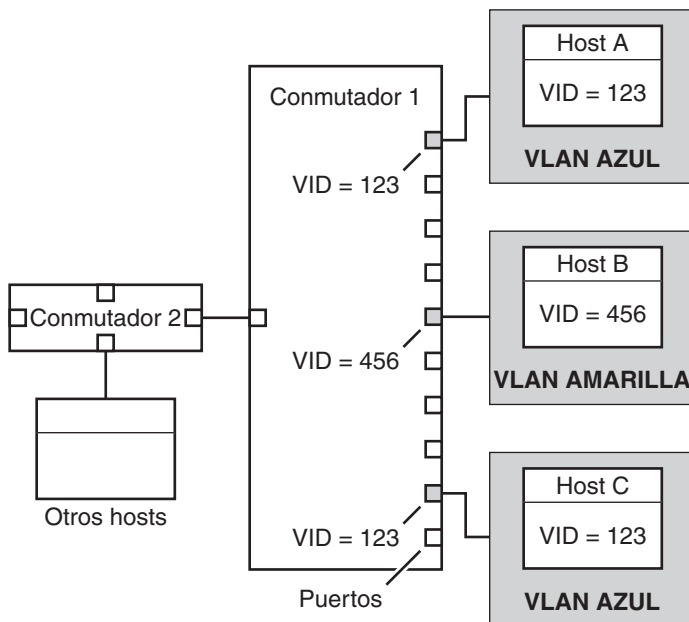 Host A
VID = 123
VLAN AZUL
Conmutador 1
VID = 123
Host B
VID = 456
VLAN AMARILLA
Conmutador 2
VID = 456
Otros hosts
Host C
VID = 123
VLAN AZUL
VID = 123
Puertos